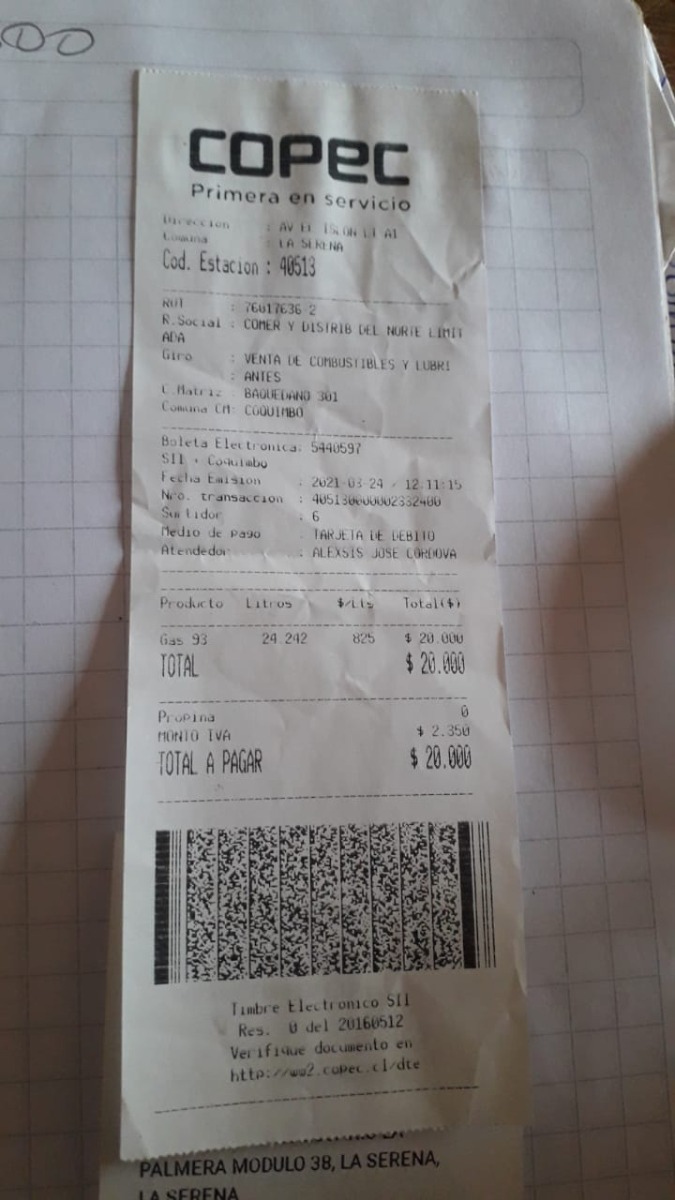 COPEC
Primera en servicio
Direccion : AV
Comuna : LA SERENA
Cod. Estacion : 40513
RUT : 76017636 2
R.Social : COMER Y DISTRIB DEL NORTE LIMIT
ADA
Giro : VENTA DE COMBUSTIBLES Y LUBRI
: ANTES
C.Matriz : BAQUEDANO 301
Comuna CM: COQUIMBO
Boleta Electronica: 5440597
SII - Coquimbo
Fecha Emision : 2021-03-24 / 12:11:15
Nro. transaccion : 405130000002332400
Surtidor : 6
Medio de Pago : TARJETA DE DEBITO
Atendedor : ALEXSIS JOSE CORDOVA
Producto Litros $/Lts Total($)
Gas 93 24.242 825 $ 20.000
TOTAL $ 20.000
Propina 0
MONTO IVA $ 2.350
TOTAL A PAGAR $ 20.000
Timbre Electronico SII
Res. 0 del 20160512
Verifique documento en
http://ww2.copec.cl/dte
PALMERA MODULO 38, LA SERENA,
LA SERENA